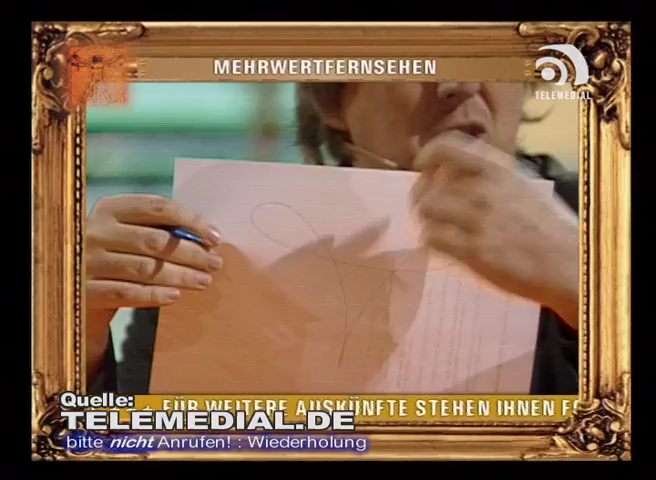 MEHRWERTFERNSEHEN
TELEMEDIAL
FÜR WEITERE AUSKÜNFTE STEHEN IHNEN
Quelle:
TELEMEDIAL.DE
bitte nicht Anrufen! : Wiederholung